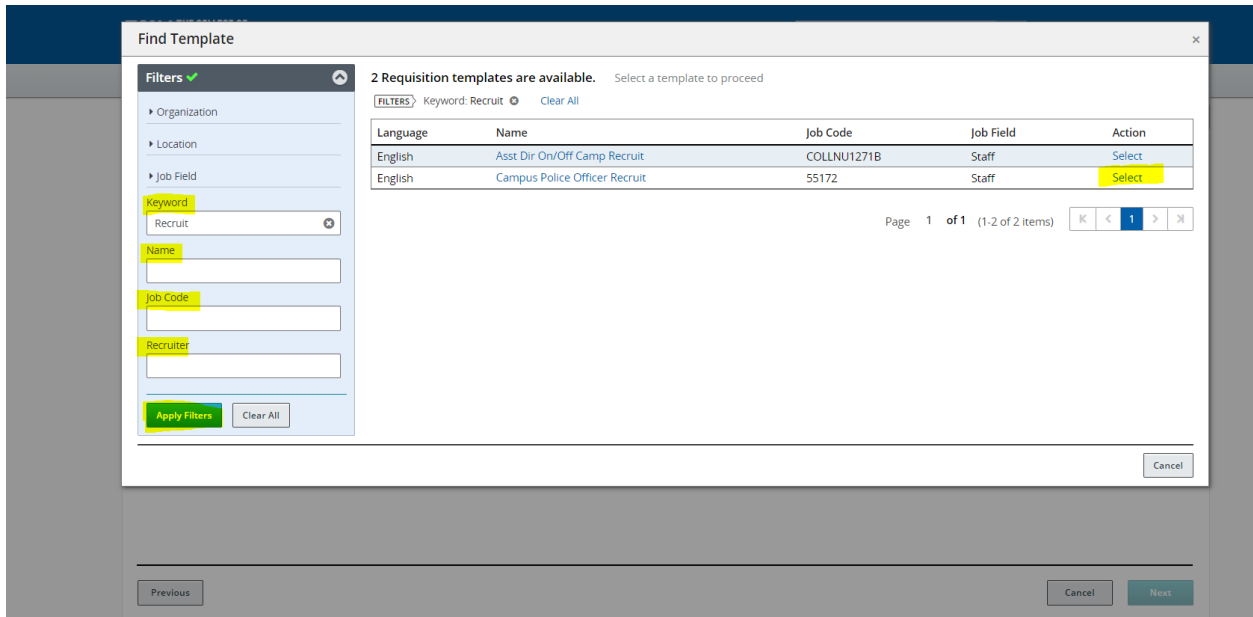 Find Template ×
Filters
Organization
Location
Job Field
Keyword
Recruit
Name
Job Code
Recruiter
Apply Filters Clear All
2 Requisition templates are available. Select a template to proceed
FILTERS Keyword: Recruit Clear All
Language Name Job Code Job Field Action
English Asst Dir On/Off Camp Recruit COLLNU1271B Staff Select
English Campus Police Officer Recruit 55172 Staff Select
Page 1 of 1 (1-2 of 2 items) K < 1 > X
Cancel
Previous Cancel Next